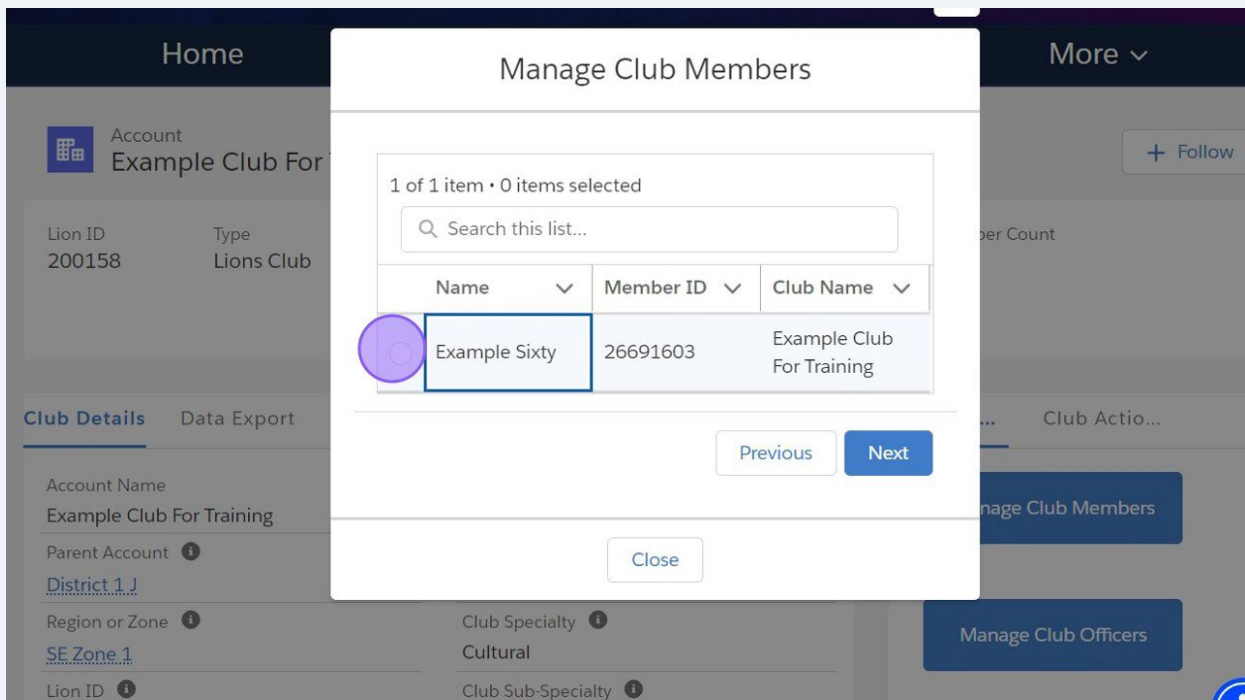 Home
More
Manage Club Members
Account
Example Club For
+ Follow
1 of 1 item • 0 items selected
Search this list...
Lion ID
Type
200158
Lions Club
Count
Name
Member ID
Club Name
Example Sixty
26691603
Example Club
For Training
Club Details
Data Export
...
Club Actio...
Previous
Next
Account Name
Example Club For Training
Club Members
Parent Account
District 1 J
Close
Region or Zone
SE Zone 1
Club Specialty
Cultural
Manage Club Officers
Lion ID
Club Sub-Specialty